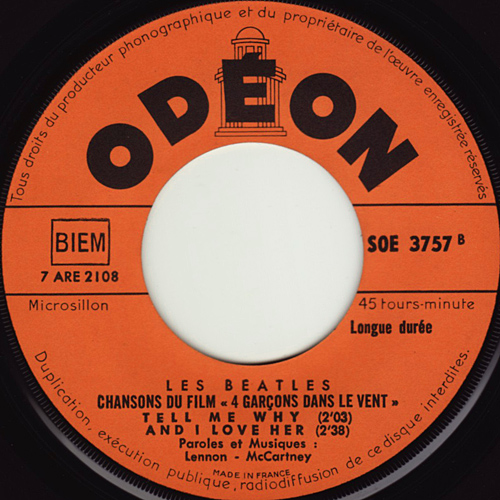 Tous droits du producteur phonographique et du propriétaire de l'œuvre enregistrée réservés
ODÉON
BIEM
SOE 3757 B
7 ARE 2108
Microsillon
45 tours-minute
Longue durée
LES BEATLES
CHANSONS DU FILM « 4 GARÇONS DANS LE VENT »
TELL ME WHY (2'03)
AND I LOVE HER (2'38)
Paroles et Musiques :
Lennon - McCartney
MADE IN FRANCE
Duplication, exécution publique, radiodiffusion de ce disque interdites.